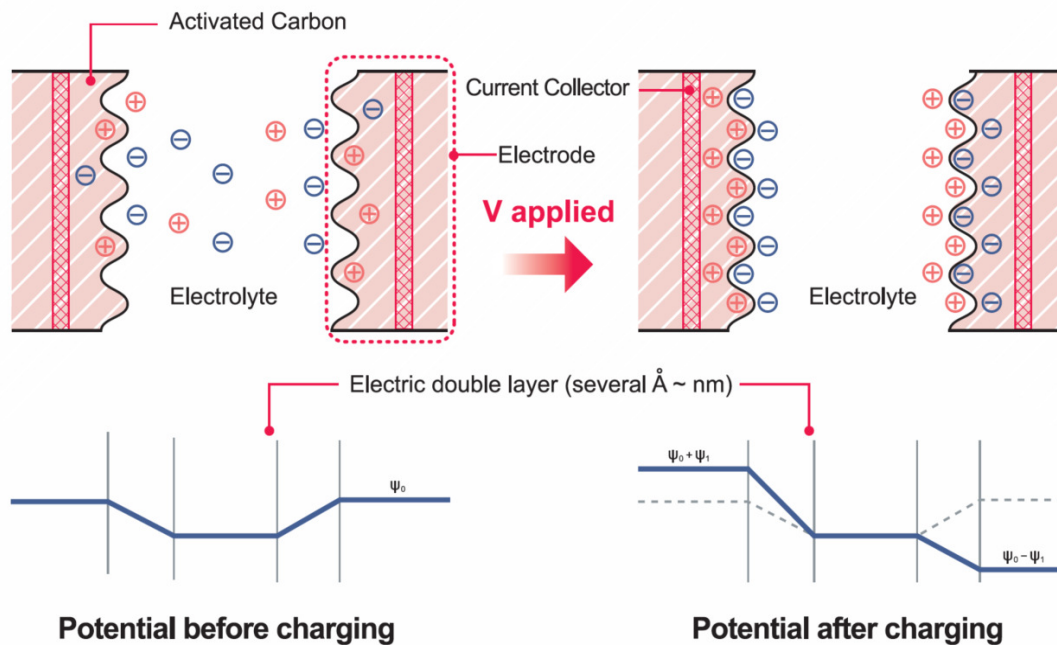 Activated Carbon
Current Collector
Electrode
V applied
Electrolyte
Electrolyte
Electric double layer (several Å ~ nm)
Ψ₀
Ψ₀ + Ψ₁
Ψ₀ – Ψ₁
Potential before charging
Potential after charging